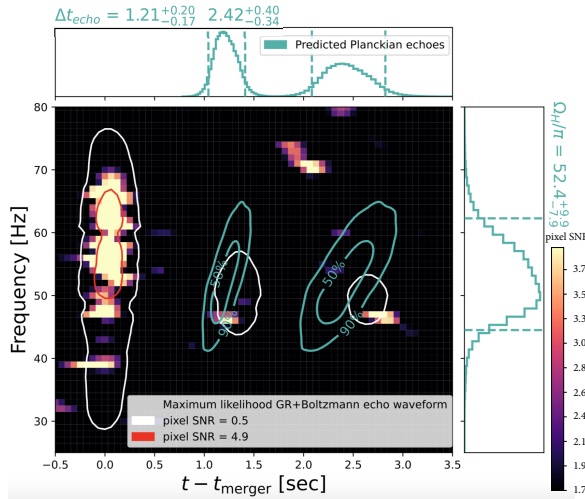 Δt_echo = 1.21^{+0.20}_{-0.17} 2.42^{+0.40}_{-0.34}
Predicted Planckian echoes
80
70
60
50
40
30
Frequency [Hz]
50%
90%
50%
90%
Maximum likelihood GR+Boltzmann echo waveform
pixel SNR = 0.5
pixel SNR = 4.9
-0.5 0.0 0.5 1.0 1.5 2.0 2.5 3.0 3.5
t − t_merger [sec]
Ω_H/π = 52.4^{+9.9}_{-7.9}
pixel SNR
3.7
3.5
3.3
3.1
2.9
2.7
2.5
2.3
2.1
1.9
1.7